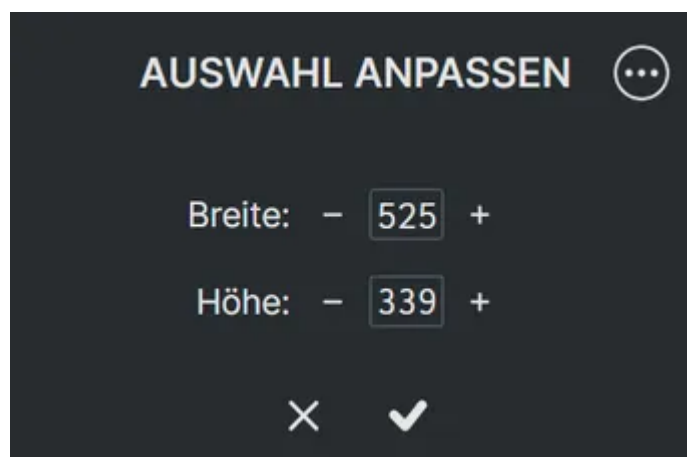 AUSWAHL ANPASSEN
Breite: - 525 +
Höhe: - 339 +